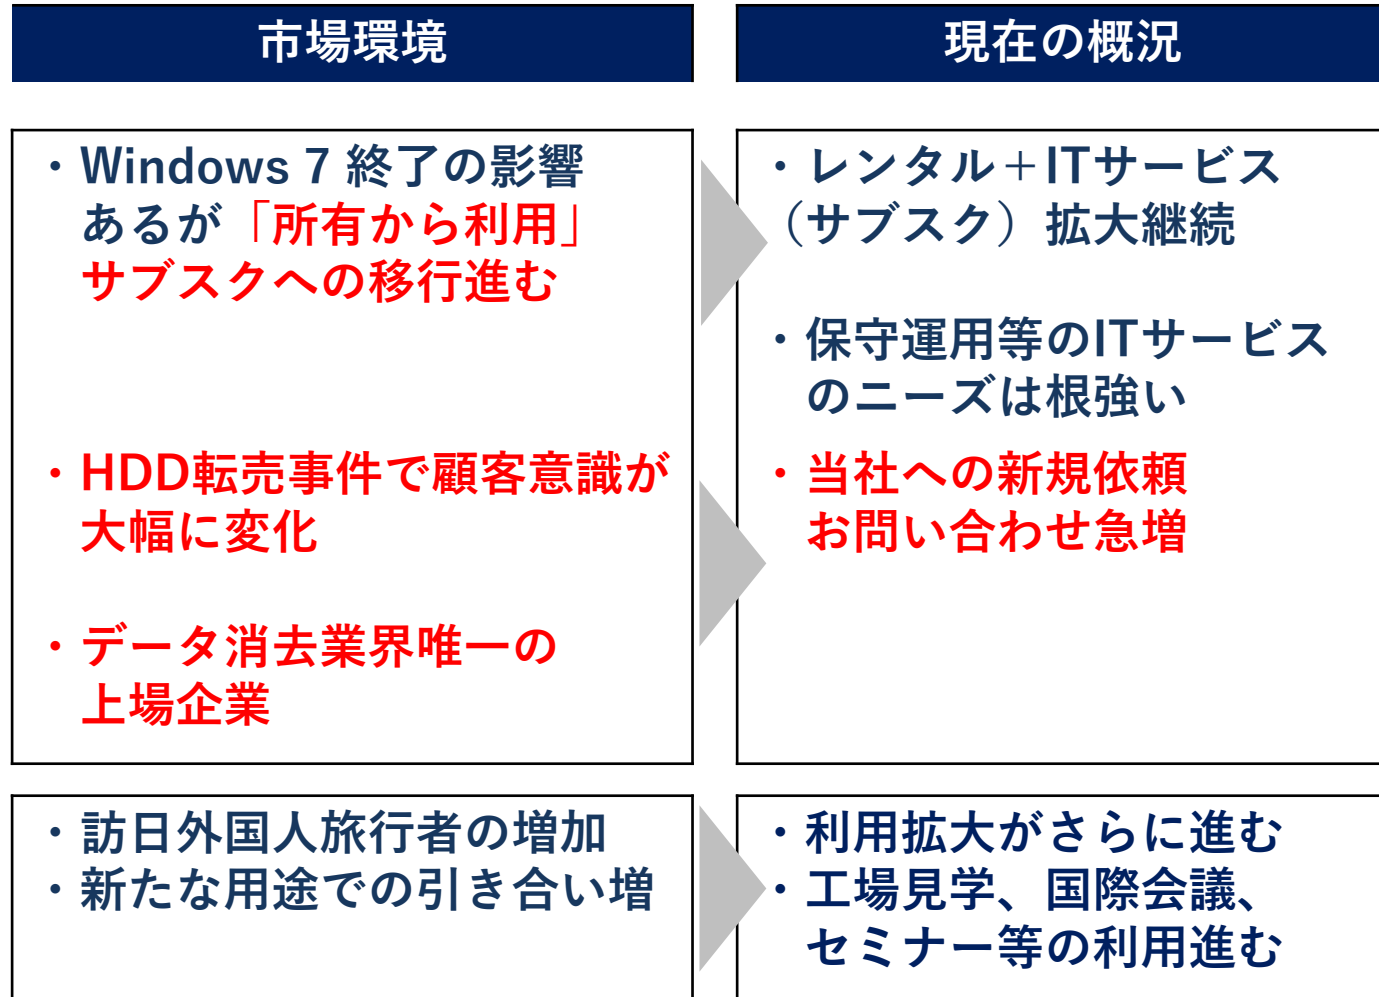 市場環境
現在の概況
・Windows 7 終了の影響
あるが「所有から利用」
サブスクへの移行進む
・HDD転売事件で顧客意識が
大幅に変化
・データ消去業界唯一の
上場企業
・レンタル＋ITサービス
（サブスク）拡大継続
・保守運用等のITサービス
のニーズは根強い
・当社への新規依頼
お問い合わせ急増
・訪日外国人旅行者の増加
・新たな用途での引き合い増
・利用拡大がさらに進む
・工場見学、国際会議、
セミナー等の利用進む